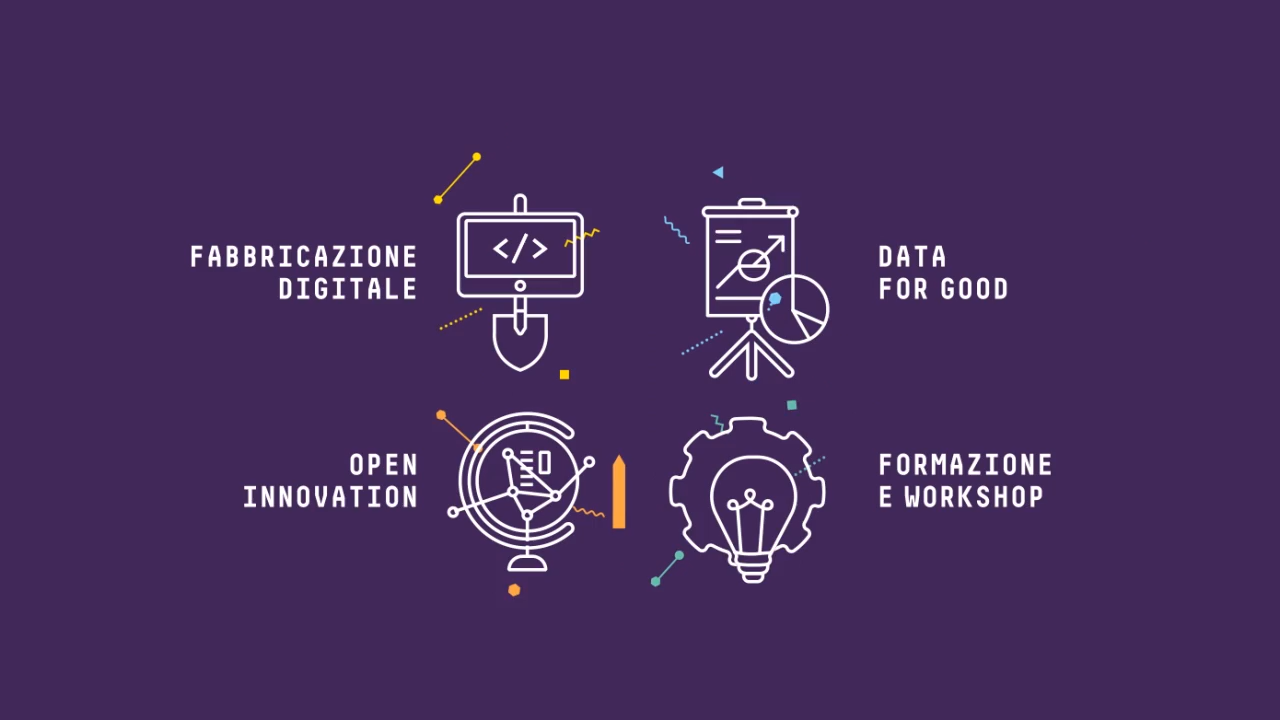 FABBRICAZIONE
DIGITALE
</>
DATA
FOR GOOD
OPEN
INNOVATION
FORMAZIONE
E WORKSHOP